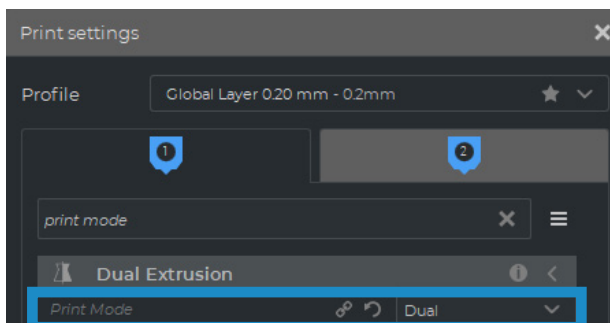 Print settings
Profile
Global Layer 0.20 mm - 0.2mm
1
2
print mode
Dual Extrusion
Print Mode
Dual